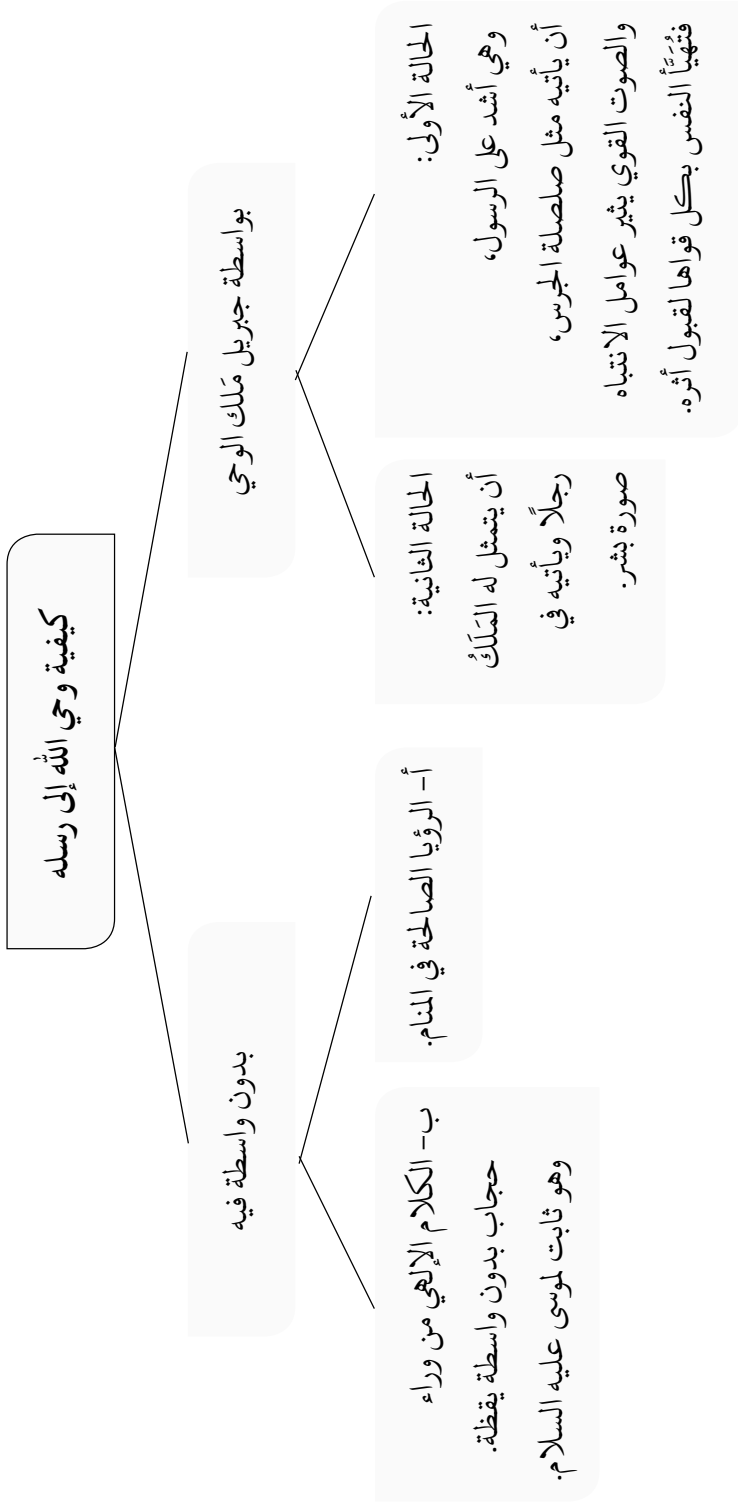 كيفية وحي الله إلى رسله
بواسطة جبريل مَلَك الوحي
الحالة الأولى:
وهي أشد على الرسول،
أن يأتيه مثل صلصلة الجرس،
والصوت القوي يثير عوامل الانتباه
فتُهَيَّأ النفس بكل قواها لقبول أثره.
الحالة الثانية:
أن يتمثل له المَلَكُ
رجلًا ويأتيه في
صورة بشر.
بدون واسطة فيه
أ- الرؤيا الصالحة في المنام.
ب- الكلام الإلهي من وراء
حجاب بدون واسطة يقظة.
وهو ثابت لموسى عليه السلام.